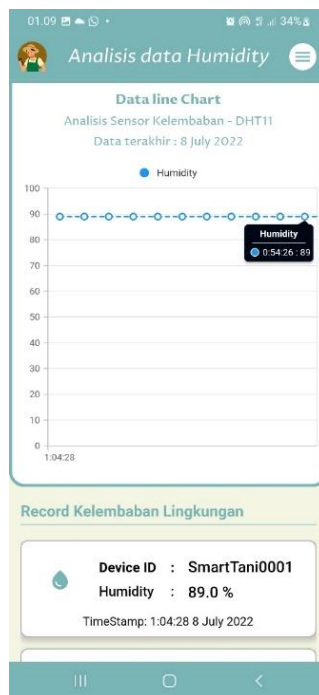 01.09
34%
Analisis data Humidity
Data line Chart
Analisis Sensor Kelembaban - DHT11
Data terakhir : 8 July 2022
Humidity
100
90
80
70
60
50
40
30
20
10
0
Humidity
0:54:26 : 89
1:04:28
Record Kelembaban Lingkungan
Device ID : SmartTani0001
Humidity : 89.0 %
TimeStamp: 1:04:28 8 July 2022